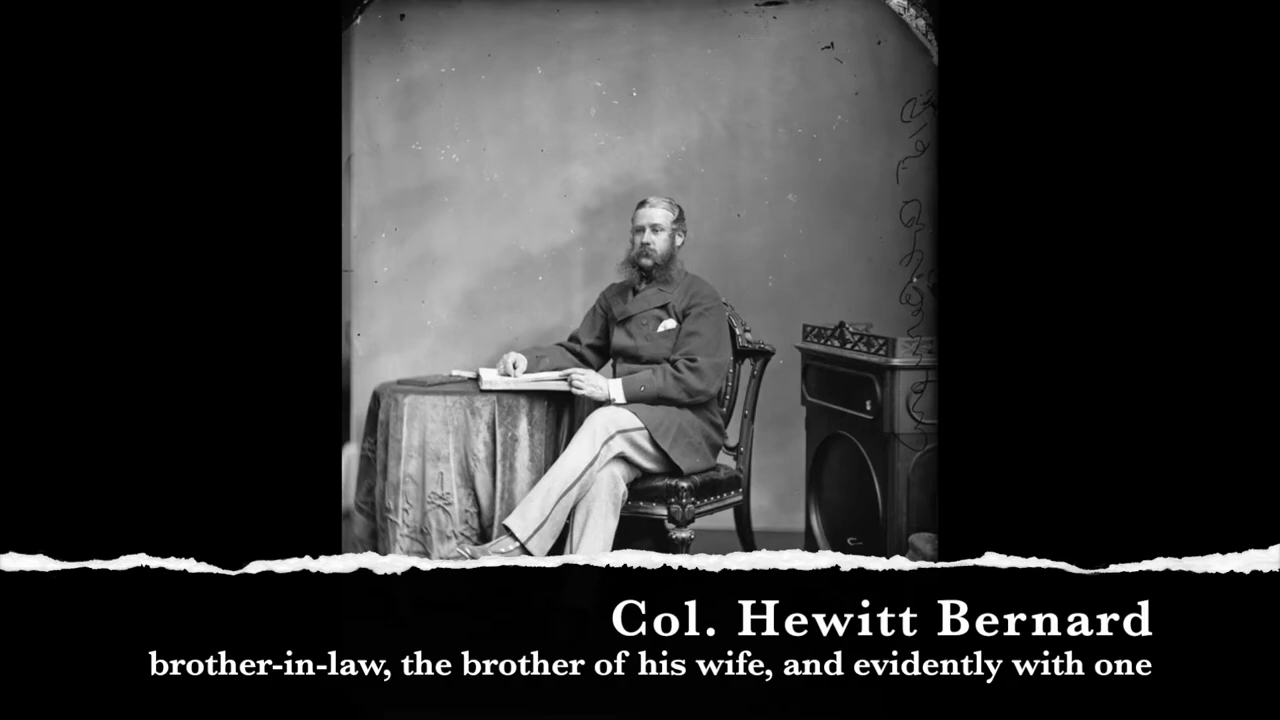 Col. Hewitt Bernard
brother-in-law, the brother of his wife, and evidently with one